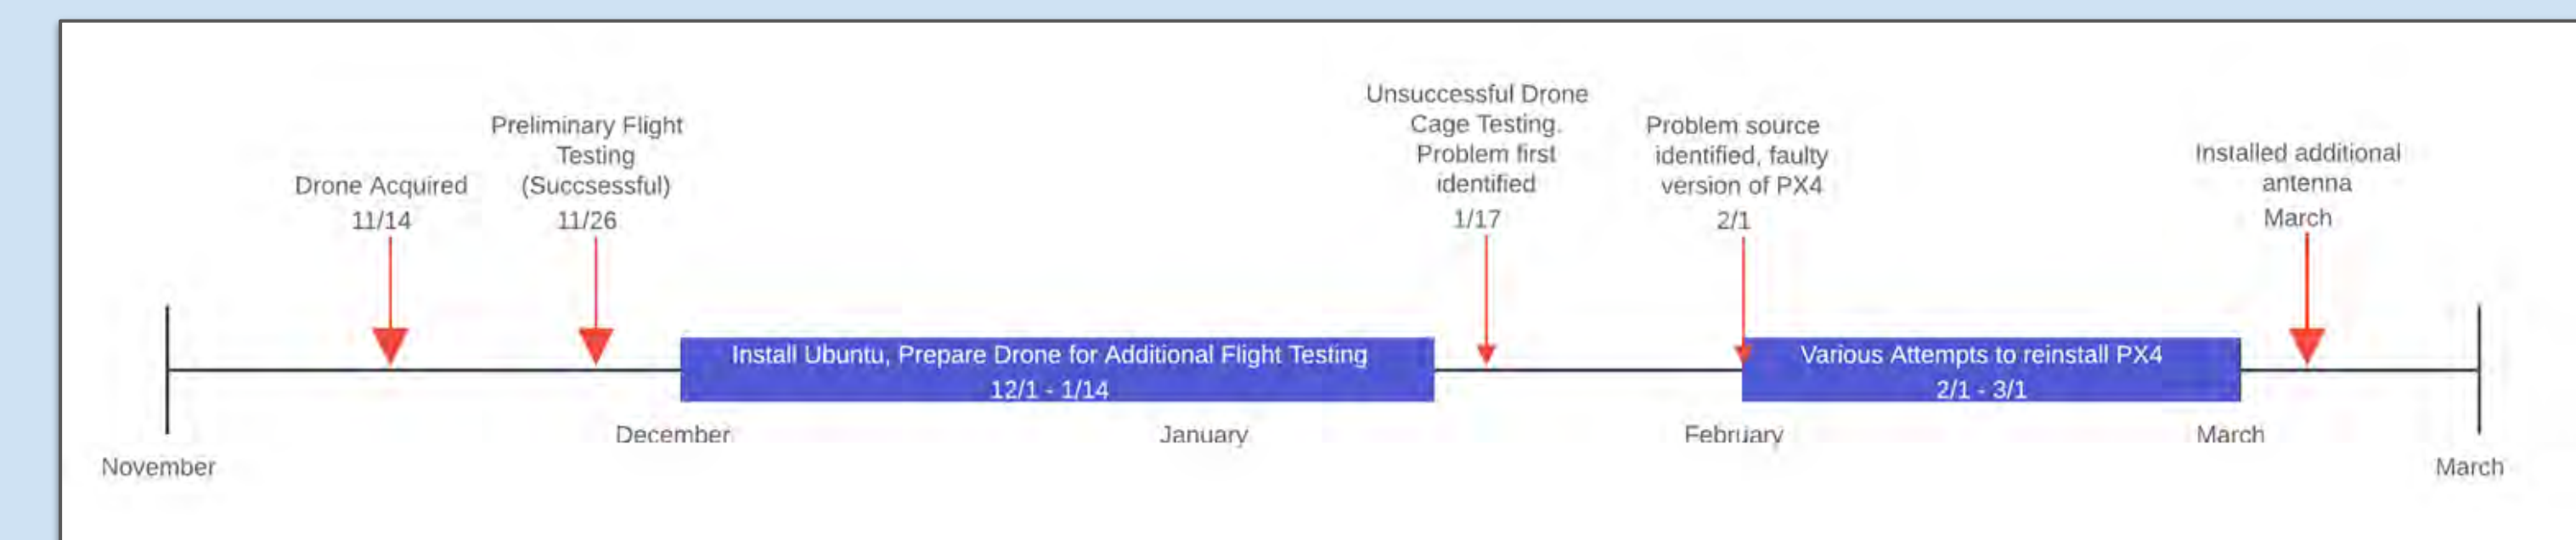 Drone Acquired
11/14
Preliminary Flight
Testing
(Succsessful)
11/26
Unsuccessful Drone
Cage Testing.
Problem first
identified
1/17
Problem source
identified, faulty
version of PX4
2/1
Installed additional
antenna
March
Install Ubuntu, Prepare Drone for Additional Flight Testing
12/1 - 1/14
Various Attempts to reinstall PX4
2/1 - 3/1
November
December
January
February
March
March